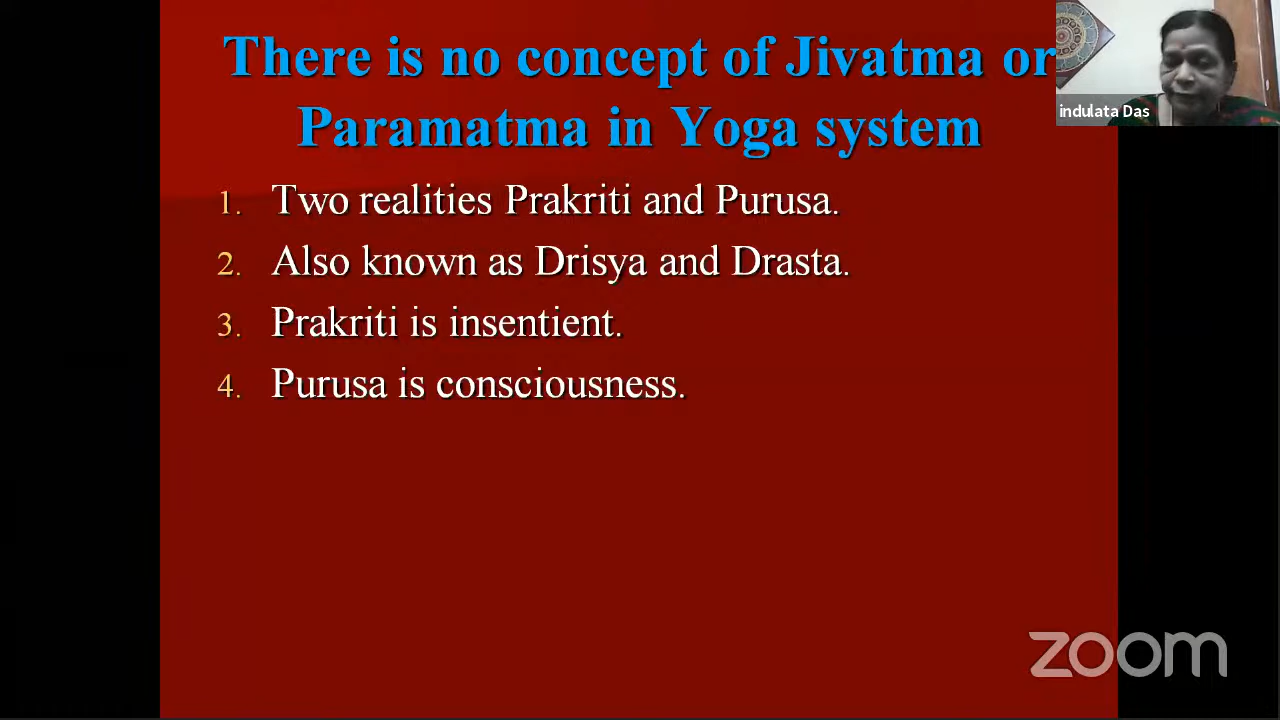 There is no concept of Jivatma or
Paramatma in Yoga system
indulata Das
1. Two realities Prakriti and Purusa.
2. Also known as Drisya and Drasta.
3. Prakriti is insentient.
4. Purusa is consciousness.
zoom